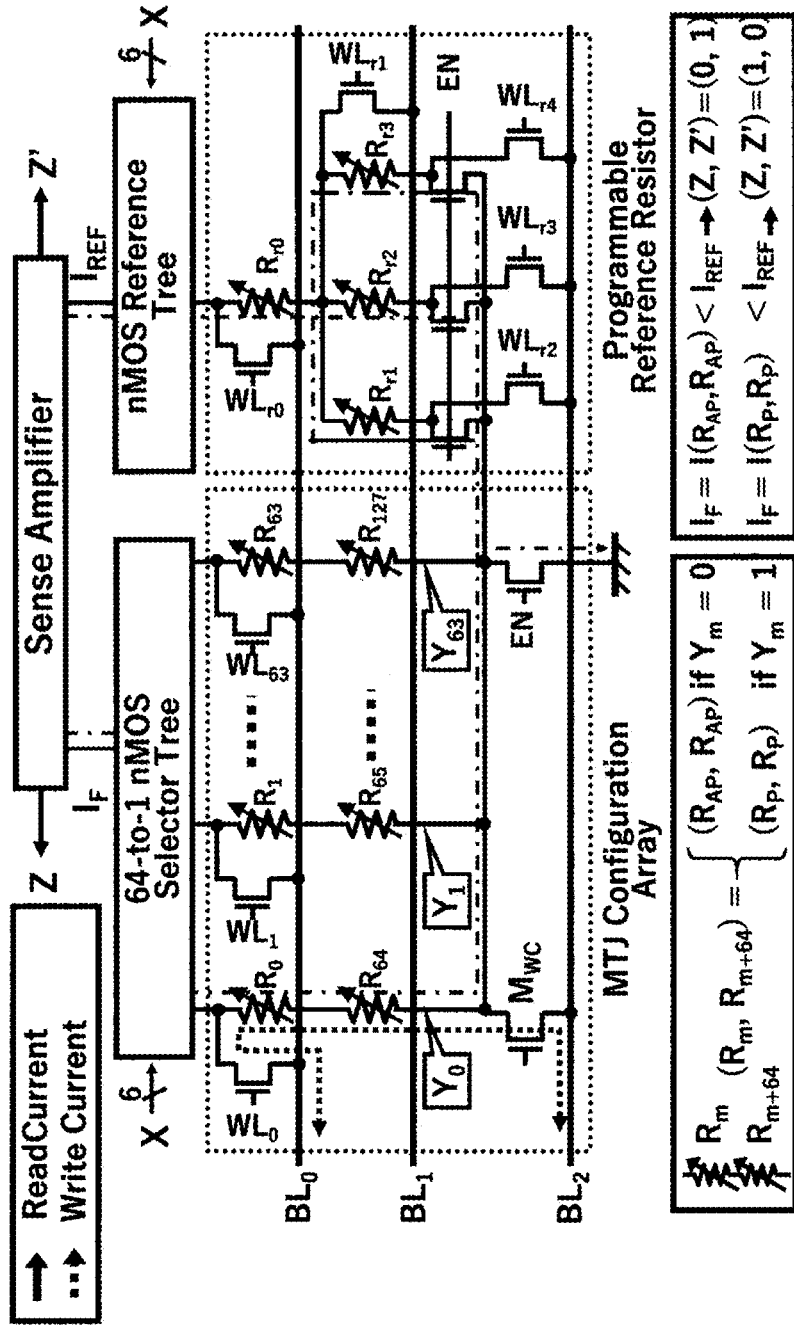 ReadCurrent
Write Current
Sense Amplifier
Z
Z'
I_F
I_REF
X
6
64-to-1 nMOS
Selector Tree
nMOS Reference
Tree
6
X
WL_0
R_0
WL_1
R_1
WL_63
R_63
WL_r0
R_r0
BL_0
R_64
R_65
R_127
R_r1
R_r2
R_r3
WL_r1
BL_1
Y_0
Y_1
Y_63
EN
M_WC
EN
WL_r2
WL_r3
WL_r4
BL_2
MTJ Configuration
Array
Programmable
Reference Resistor
R_m
R_m+64
(R_m, R_m+64) =
(R_AP, R_AP) if Y_m = 0
(R_P, R_P) if Y_m = 1
I_F = I(R_AP,R_AP) < I_REF → (Z, Z')=(0, 1)
I_F = I(R_P,R_P) < I_REF → (Z, Z')=(1, 0)